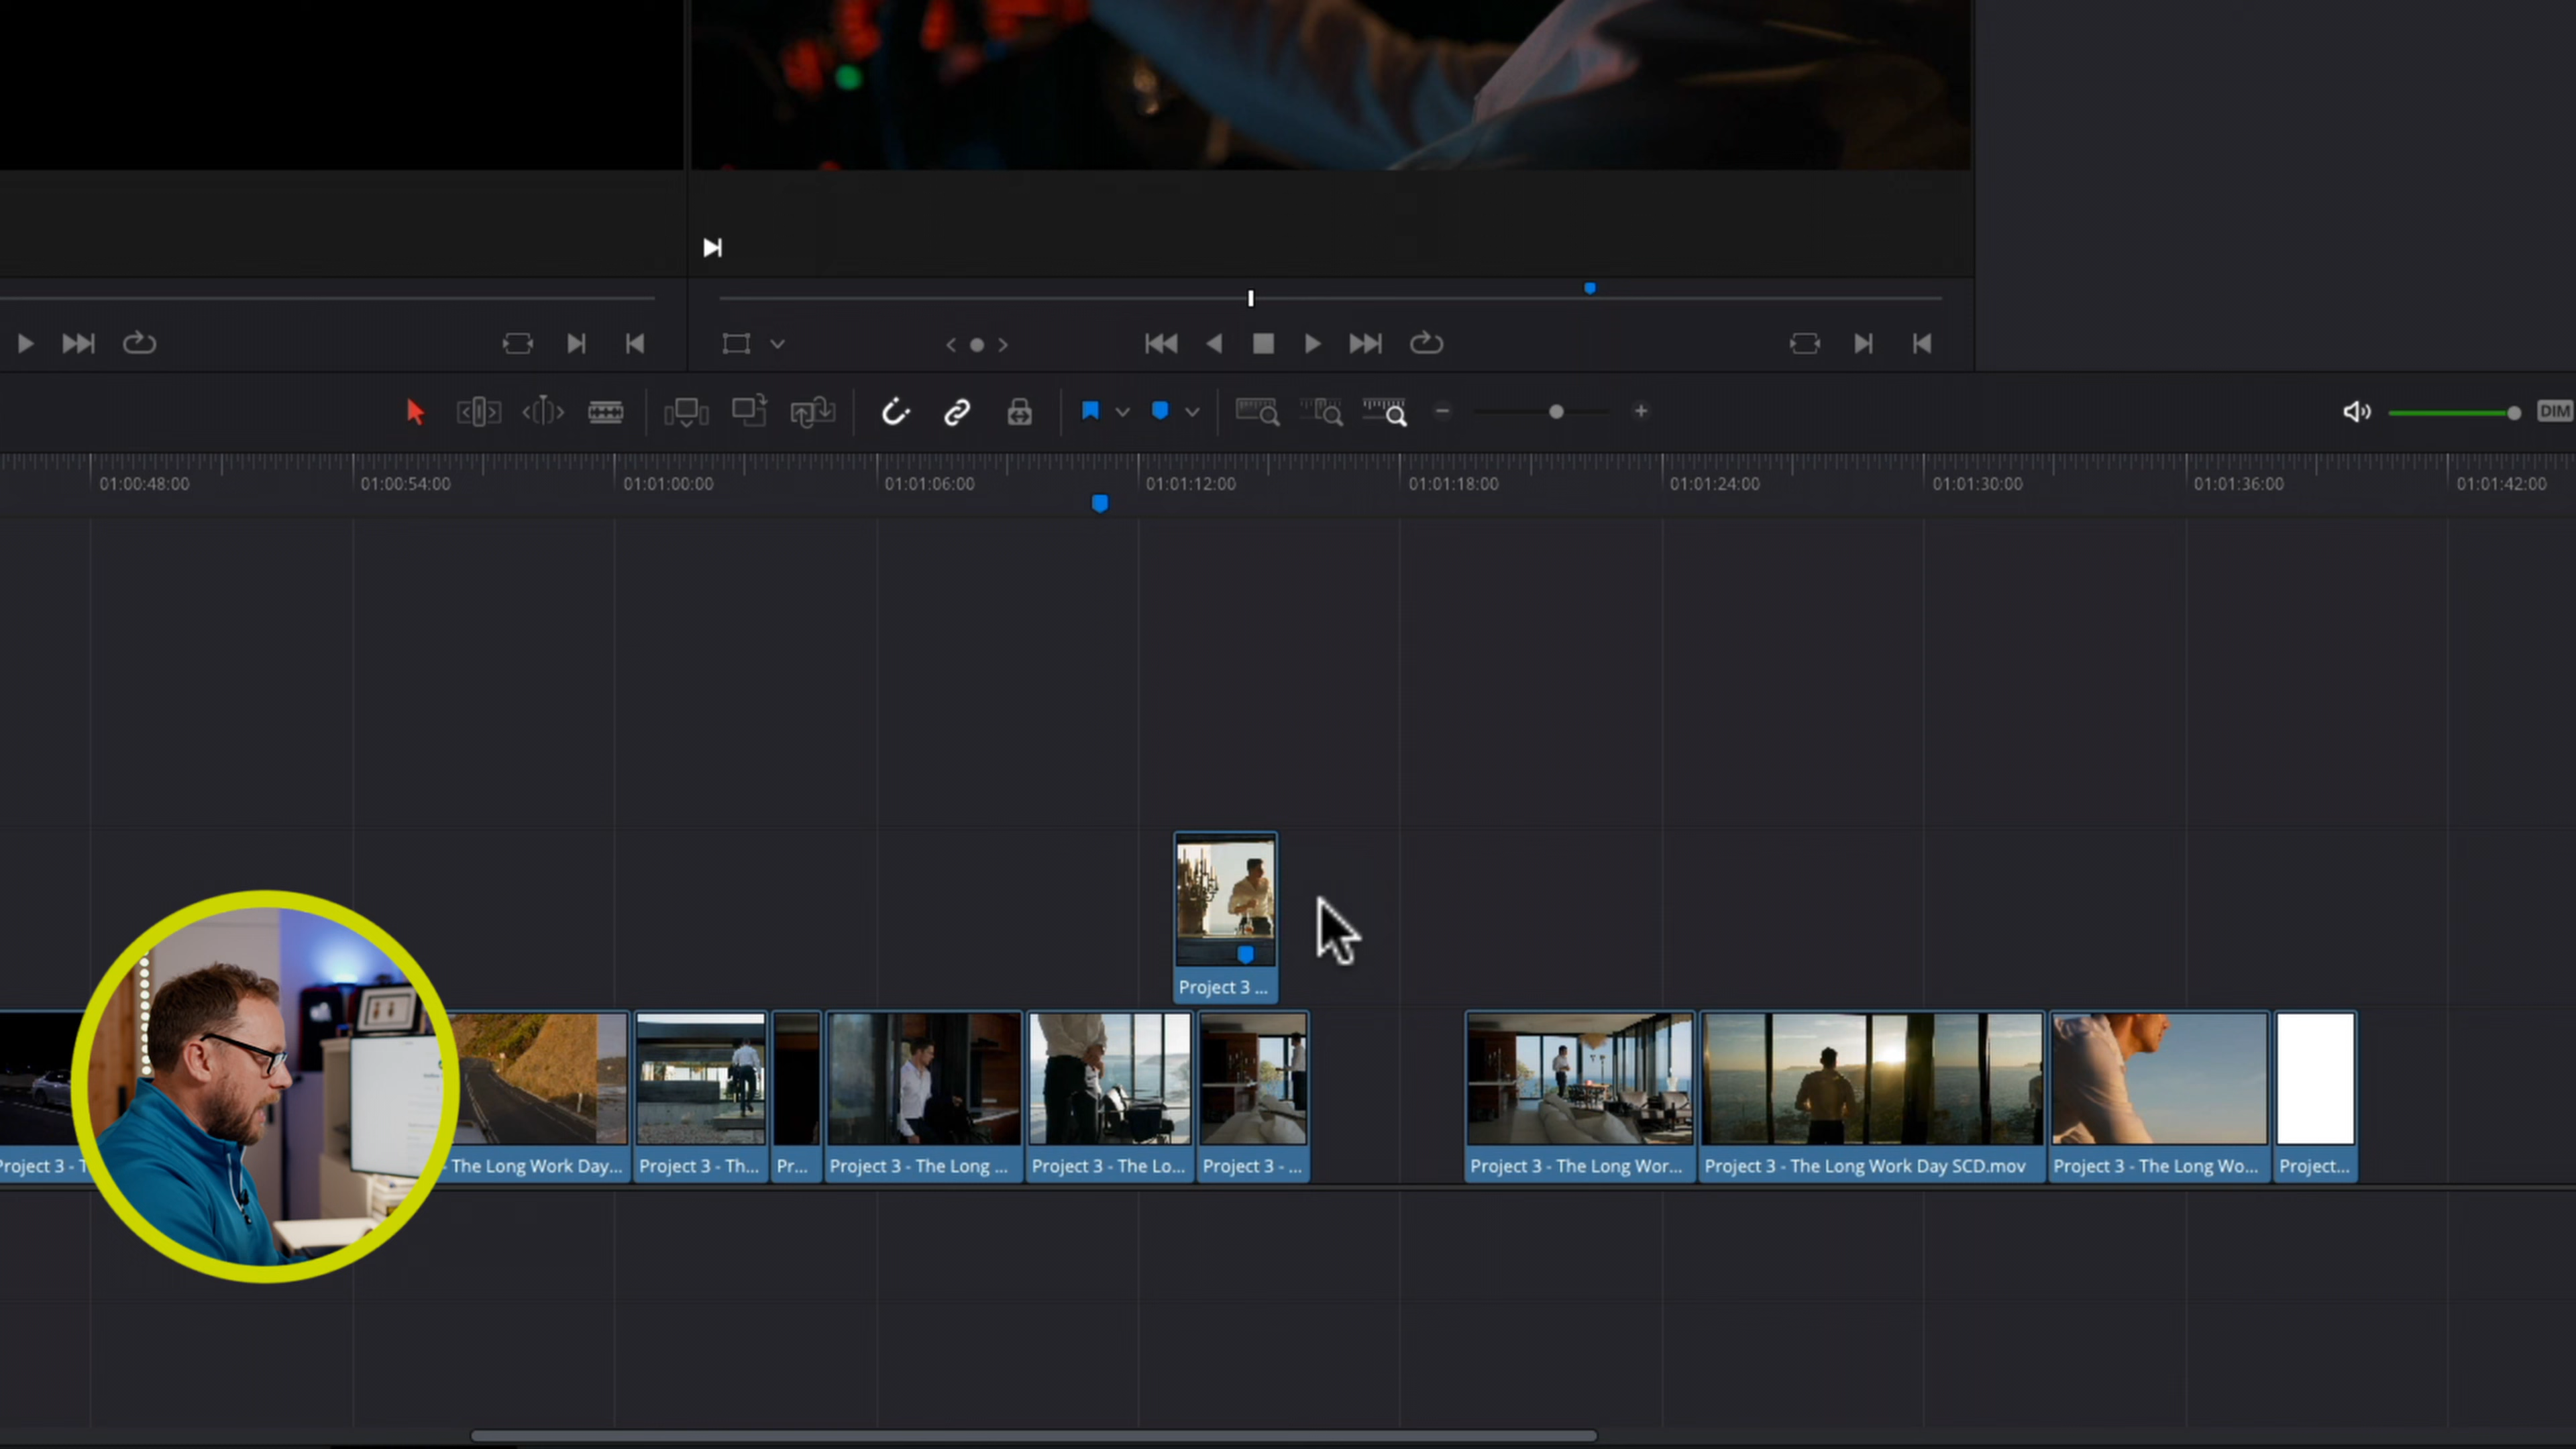 DIM
01:00:48:00
01:00:54:00
01:01:00:00
01:01:06:00
01:01:12:00
01:01:18:00
01:01:24:00
01:01:30:00
01:01:36:00
01:01:42:00
Project 3 ...
Project 3 - T
- The Long Work Day...
Project 3 - Th...
Pr...
Project 3 - The Long ...
Project 3 - The Lo...
Project 3 - ...
Project 3 - The Long Wor...
Project 3 - The Long Work Day SCD.mov
Project 3 - The Long Wo...
Project...